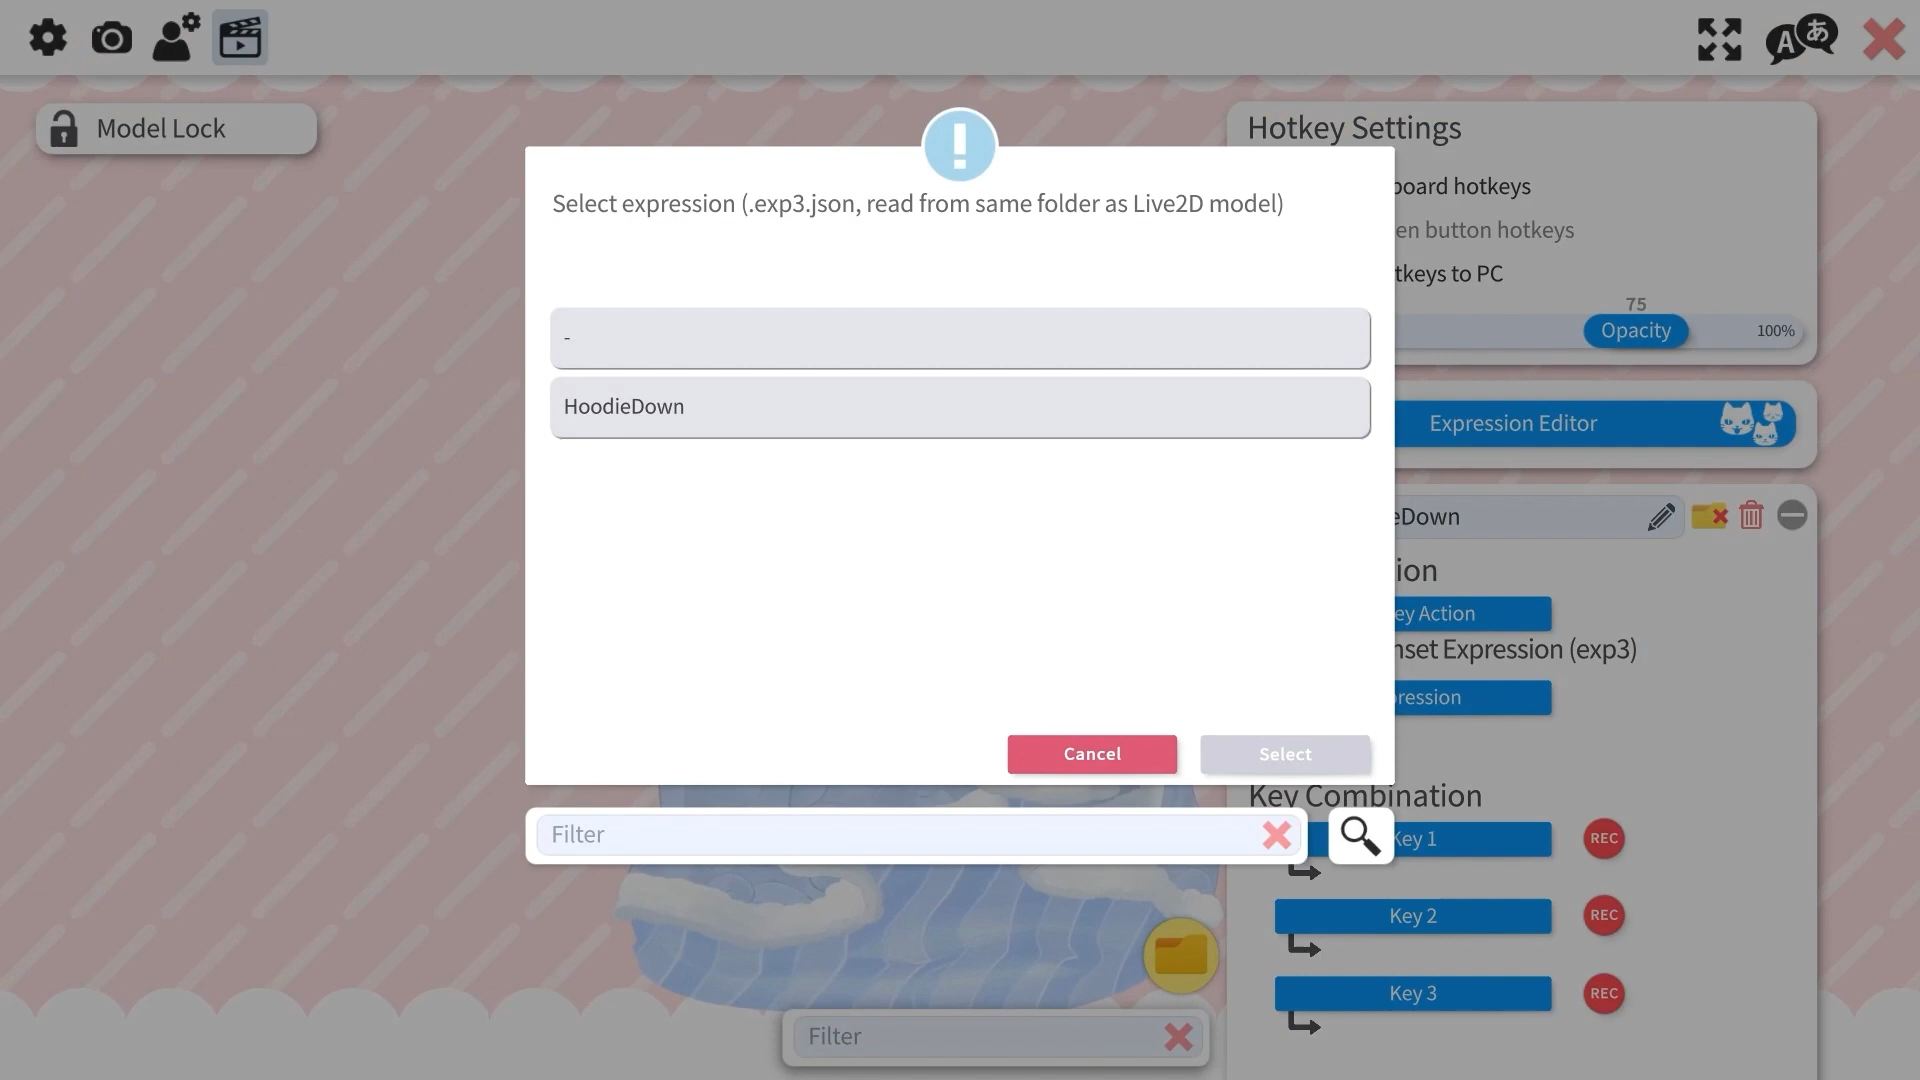 A あ
Model Lock
Hotkey Settings
Select expression (.exp3.json, read from same folder as Live2D model)
board hotkeys
en button hotkeys
tkeys to PC
75
Opacity
100%
-
HoodieDown
Expression Editor
eDown
ion
ey Action
nset Expression (exp3)
ression
Cancel
Select
Key Combination
Filter
Key 1
REC
Key 2
REC
Key 3
REC
Filter